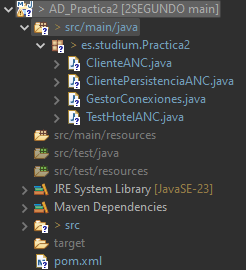 > AD_Practica2 [2SEGUNDO main]
> src/main/java
> es.studium.Practica2
> ClienteANC.java
> ClientePersistenciaANC.java
> GestorConexiones.java
> TestHotelANC.java
src/main/resources
src/test/java
src/test/resources
JRE System Library [JavaSE-23]
Maven Dependencies
> src
target
pom.xml